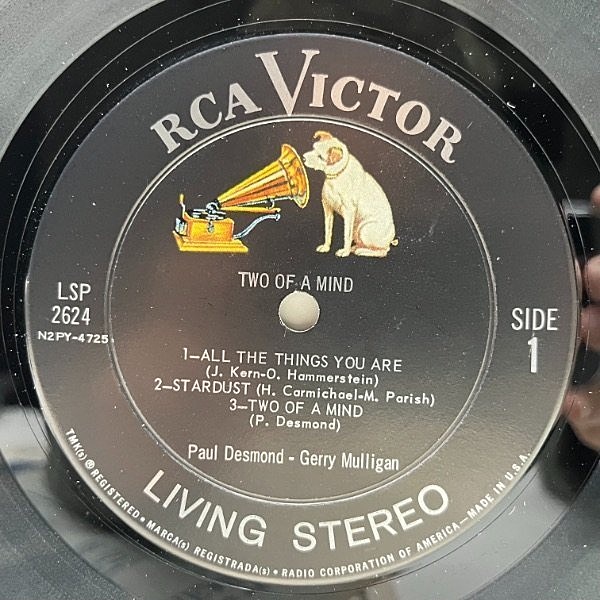 RCA VICTOR
TWO OF A MIND
LSP
2624
N2PY-4725
SIDE
1
1—ALL THE THINGS YOU ARE
(J. Kern-O. Hammerstein)
2—STARDUST (H. Carmichael-M. Parish)
3—TWO OF A MIND
(P. Desmond)
Paul Desmond - Gerry Mulligan
LIVING STEREO
TMK(s) ® REGISTERED • MARCA(s) REGISTRADA(s) • RADIO CORPORATION OF AMERICA—MADE IN U.S.A.